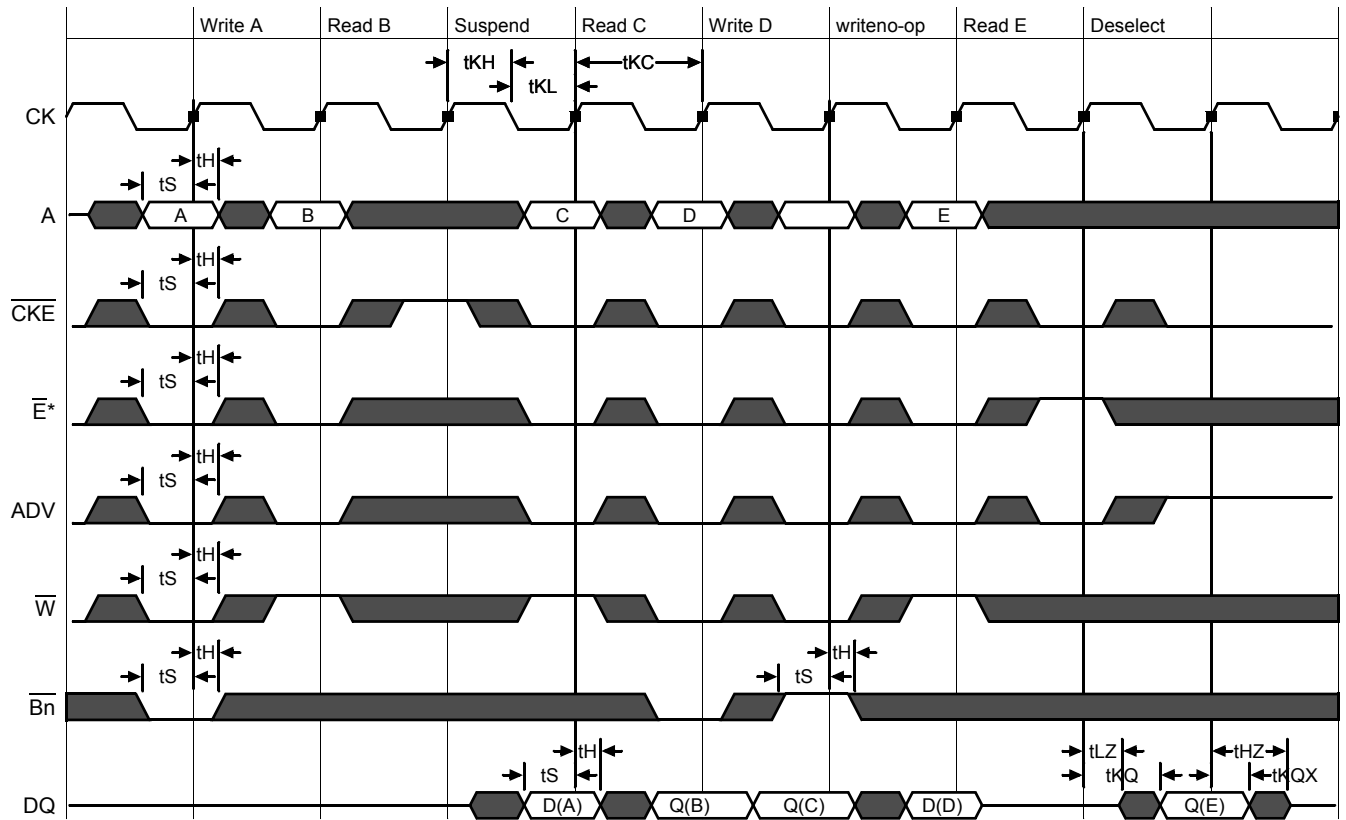 Write A Read B Suspend Read C Write D writeno-op Read E Deselect
tKH tKC
tKL
CK
tH
tS
A A B C D E
tH
tS
CKE
tH
tS
E*
tH
tS
ADV
tH
tS
W
tH tH
tS tS
Bn
tH tLZ tHZ
tS tKQ tKQX
DQ D(A) Q(B) Q(C) D(D) Q(E)